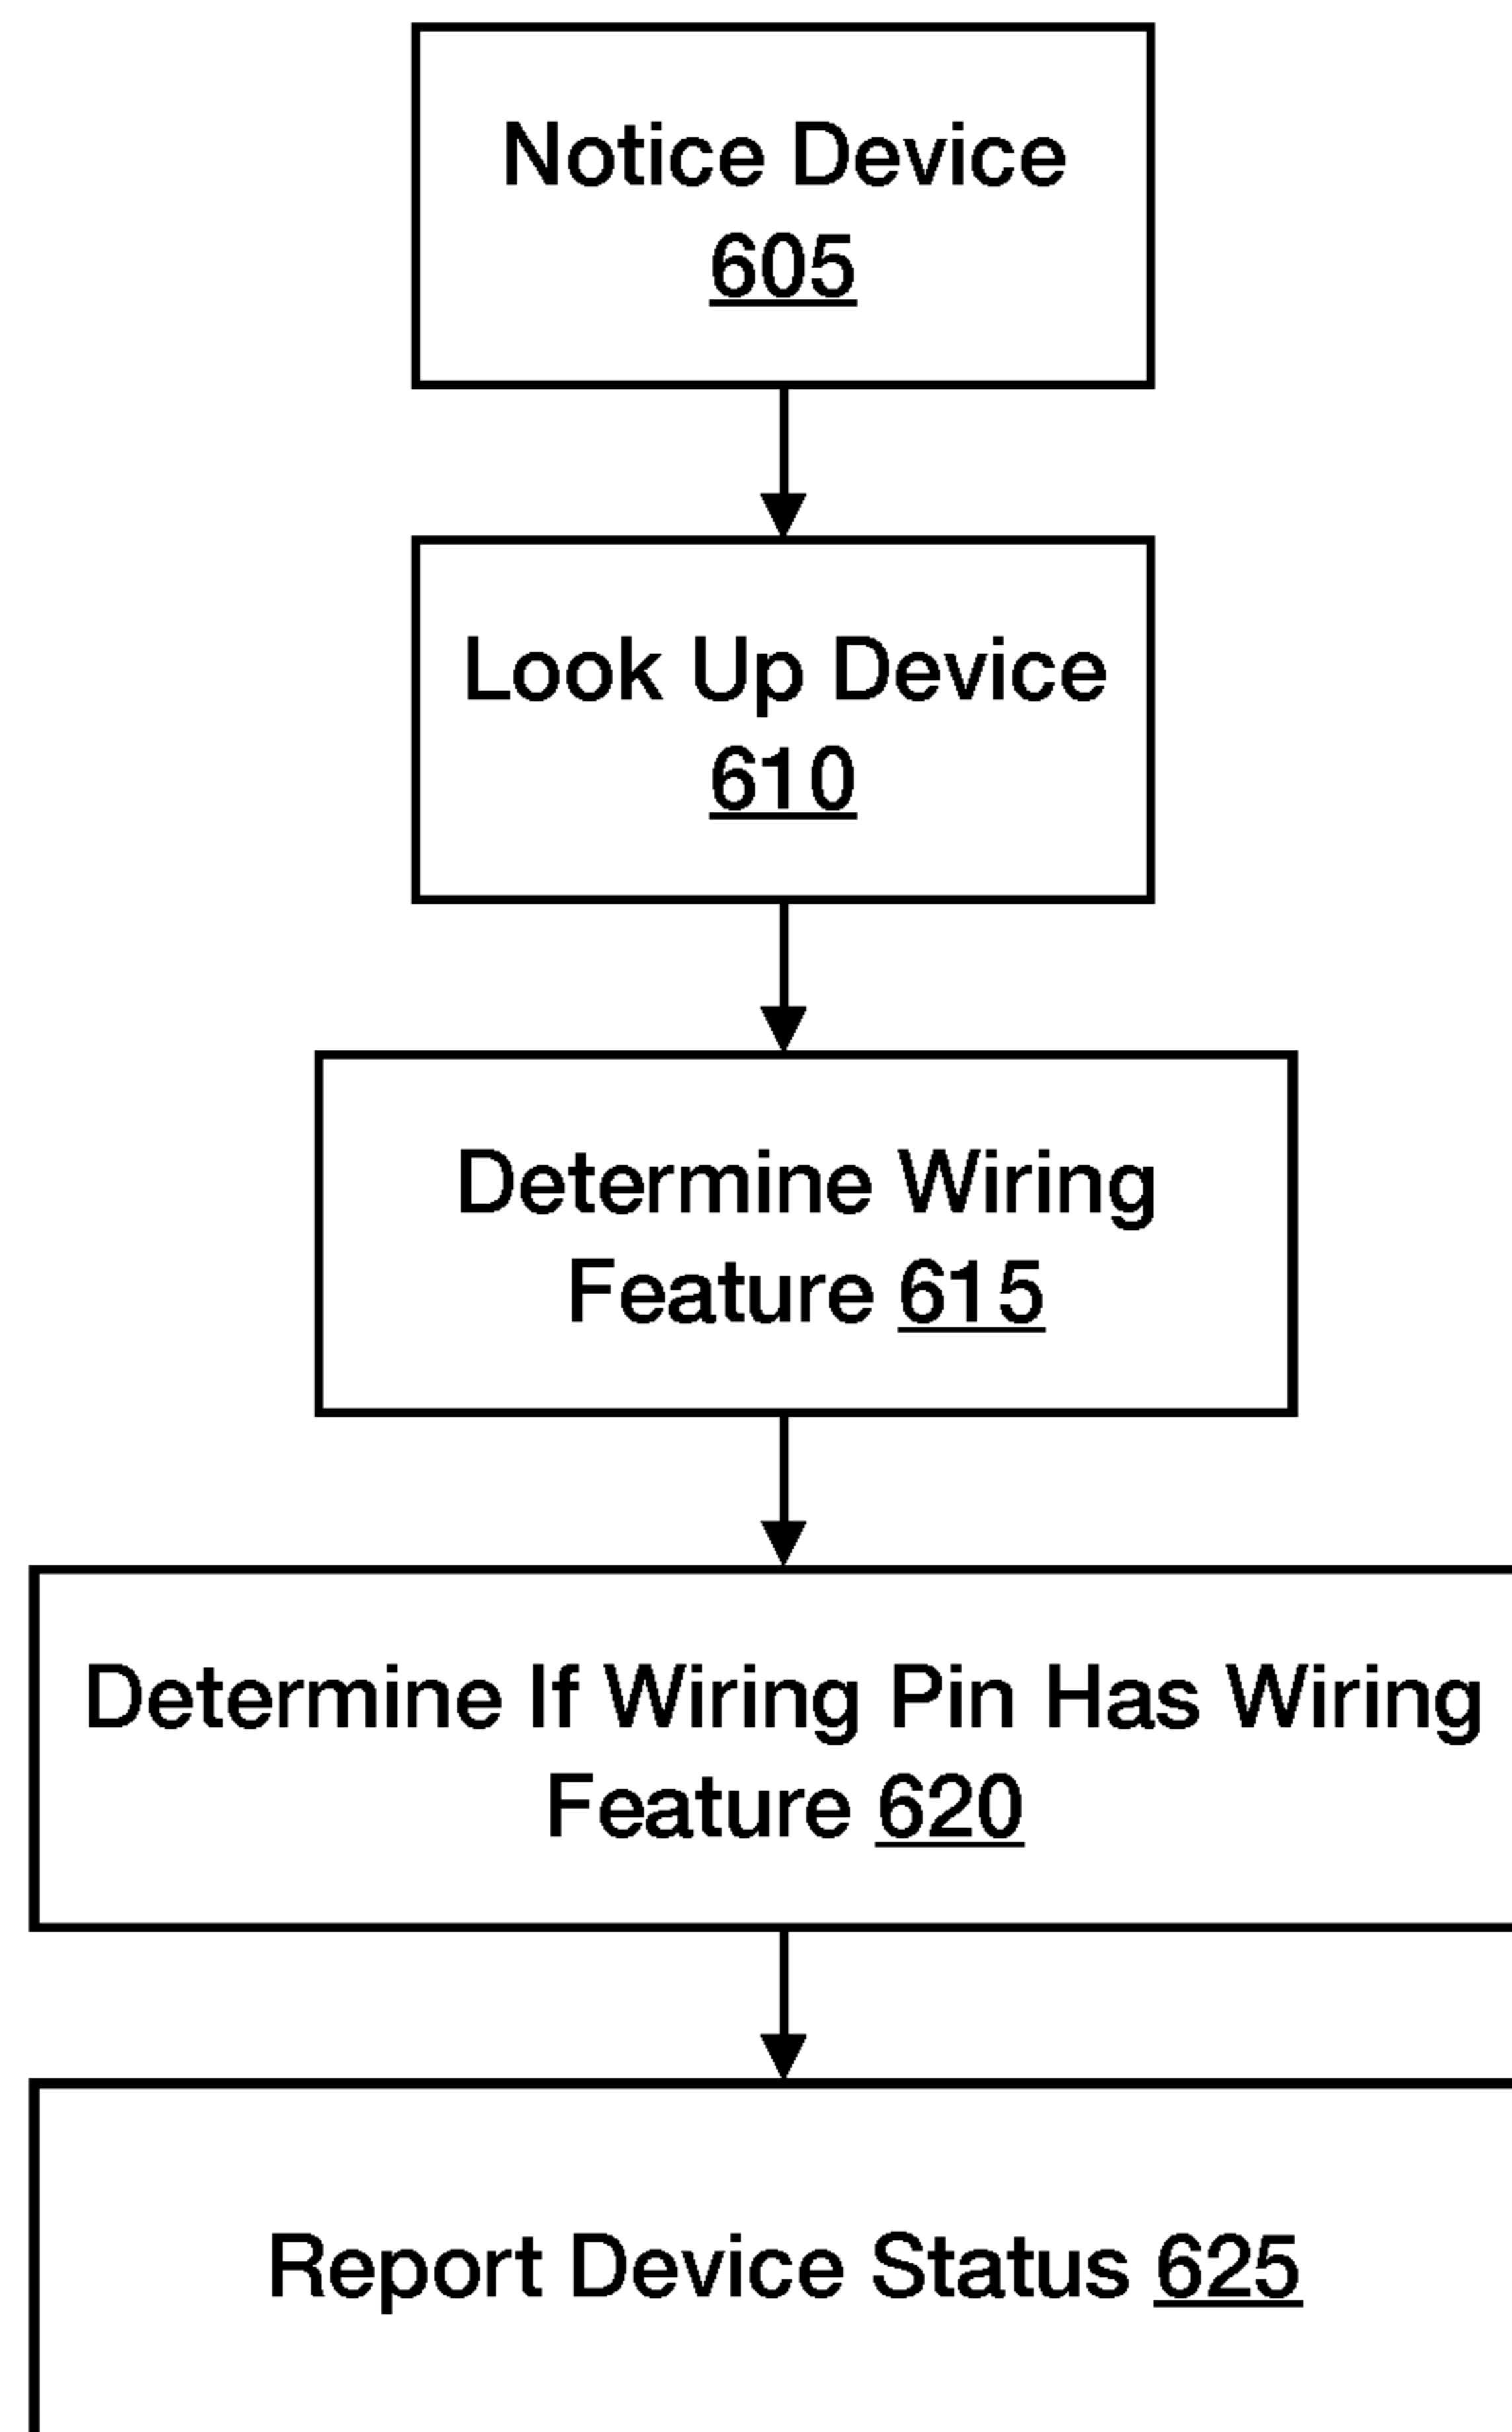 Notice Device
605
Look Up Device
610
Determine Wiring
Feature 615
Determine If Wiring Pin Has Wiring
Feature 620
Report Device Status 625